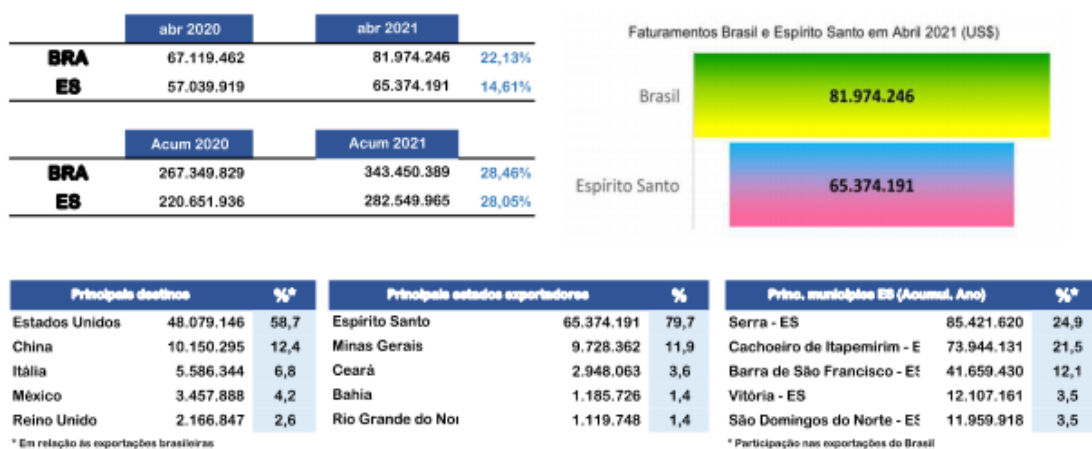 abr 2020 abr 2021
BRA 67.119.462 81.974.246 22,13%
ES 57.039.919 65.374.191 14,61%
Acum 2020 Acum 2021
BRA 267.349.829 343.450.389 28,46%
ES 220.651.936 282.549.965 28,05%
Faturamentos Brasil e Espírito Santo em Abril 2021 (US$)
Brasil 81.974.246
Espírito Santo 65.374.191
Principais destinos %*
Estados Unidos 48.079.146 58,7
China 10.150.295 12,4
Itália 5.586.344 6,8
México 3.457.888 4,2
Reino Unido 2.166.847 2,6
* Em relação às exportações brasileiras
Principais estados exportadores %
Espírito Santo 65.374.191 79,7
Minas Gerais 9.728.362 11,9
Ceará 2.948.063 3,6
Bahia 1.185.726 1,4
Rio Grande do Nor 1.119.748 1,4
Princ. municípios ES (Acumul. Ano) %*
Serra - ES 85.421.620 24,9
Cachoeiro de Itapemirim - E 73.944.131 21,5
Barra de São Francisco - ES 41.659.430 12,1
Vitória - ES 12.107.161 3,5
São Domingos do Norte - ES 11.959.918 3,5
* Participação nas exportações do Brasil